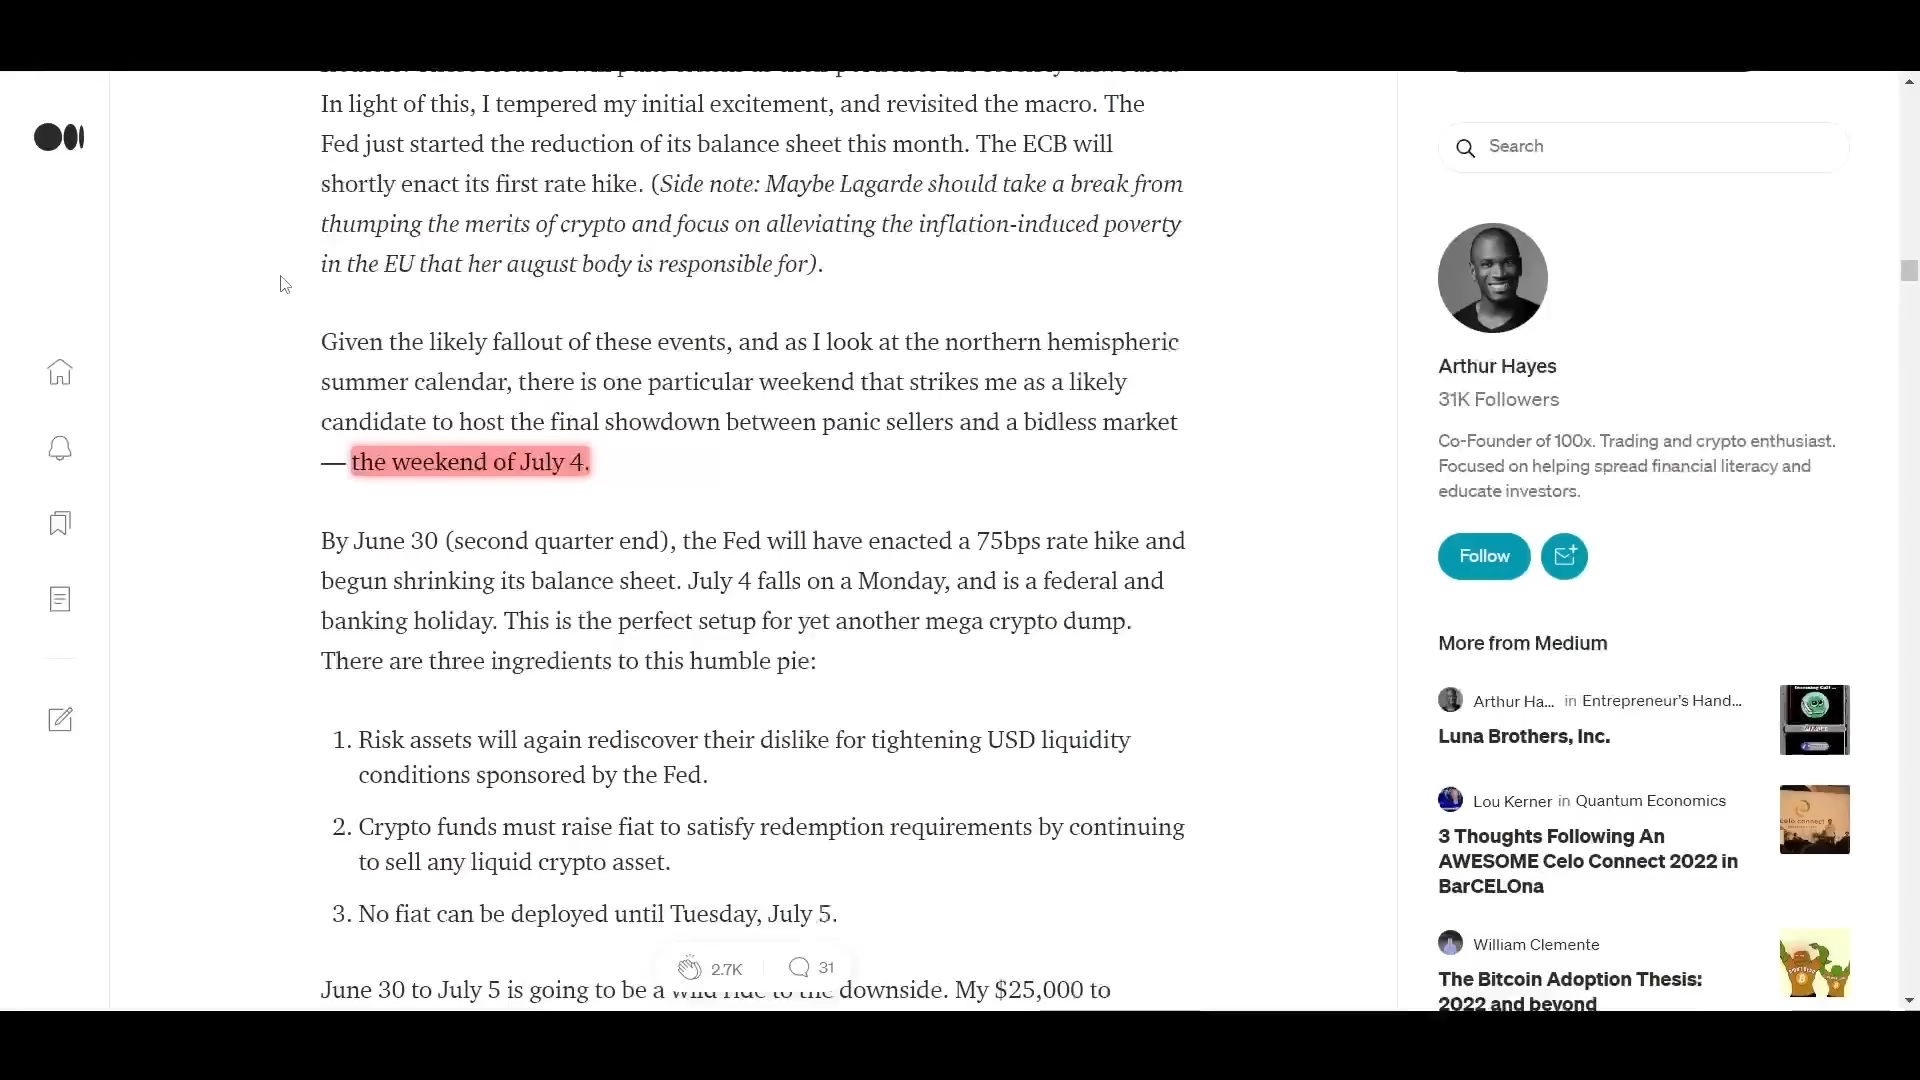 In light of this, I tempered my initial excitement, and revisited the macro. The
Fed just started the reduction of its balance sheet this month. The ECB will
shortly enact its first rate hike. (Side note: Maybe Lagarde should take a break from
thumping the merits of crypto and focus on alleviating the inflation-induced poverty
in the EU that her august body is responsible for).
Given the likely fallout of these events, and as I look at the northern hemispheric
summer calendar, there is one particular weekend that strikes me as a likely
candidate to host the final showdown between panic sellers and a bidless market
— the weekend of July 4.
By June 30 (second quarter end), the Fed will have enacted a 75bps rate hike and
begun shrinking its balance sheet. July 4 falls on a Monday, and is a federal and
banking holiday. This is the perfect setup for yet another mega crypto dump.
There are three ingredients to this humble pie:
1. Risk assets will again rediscover their dislike for tightening USD liquidity
conditions sponsored by the Fed.
2. Crypto funds must raise fiat to satisfy redemption requirements by continuing
to sell any liquid crypto asset.
3. No fiat can be deployed until Tuesday, July 5.
2.7K 31
June 30 to July 5 is going to be a wild ride to the downside. My $25,000 to
Search
Arthur Hayes
31K Followers
Co-Founder of 100x. Trading and crypto enthusiast.
Focused on helping spread financial literacy and
educate investors.
Follow
More from Medium
Arthur Ha... in Entrepreneur's Hand...
Luna Brothers, Inc.
Lou Kerner in Quantum Economics
3 Thoughts Following An
AWESOME Celo Connect 2022 in
BarCELOna
William Clemente
The Bitcoin Adoption Thesis:
2022 and beyond